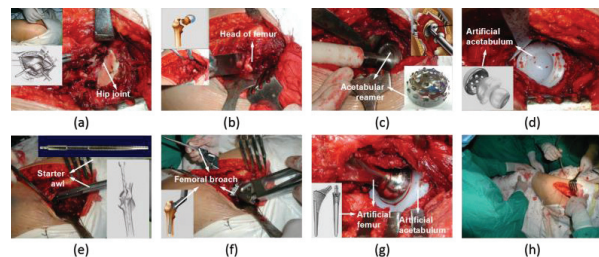 Hip joint
(a)
Head of femur
(b)
Acetabular
reamer
(c)
Artificial
acetabulum
(d)
Starter
awl
(e)
Femoral broach
(f)
Artificial
femur
Artificial
acetabulum
(g)
(h)